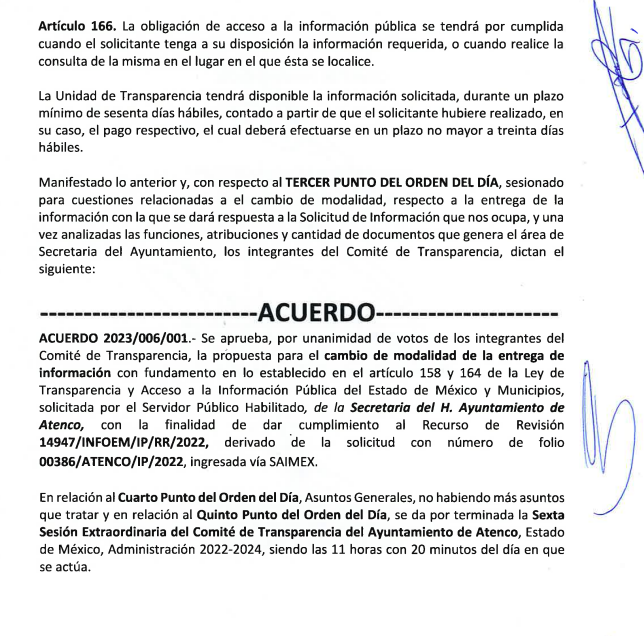 Artículo 166. La obligación de acceso a la información pública se tendrá por cumplida
cuando el solicitante tenga a su disposición la información requerida, o cuando realice la
consulta de la misma en el lugar en el que ésta se localice.
La Unidad de Transparencia tendrá disponible la información solicitada, durante un plazo
mínimo de sesenta días hábiles, contado a partir de que el solicitante hubiere realizado, en
su caso, el pago respectivo, el cual deberá efectuarse en un plazo no mayor a treinta días
hábiles.
Manifestado lo anterior y, con respecto al TERCER PUNTO DEL ORDEN DEL DÍA, sesionado
para cuestiones relacionadas a el cambio de modalidad, respecto a la entrega de la
información con la que se dará respuesta a la Solicitud de Información que nos ocupa, y una
vez analizadas las funciones, atribuciones y cantidad de documentos que genera el área de
Secretaria del Ayuntamiento, los integrantes del Comité de Transparencia, dictan el
siguiente:
-------------------------ACUERDO---------------------
ACUERDO 2023/006/001.- Se aprueba, por unanimidad de votos de los integrantes del
Comité de Transparencia, la propuesta para el cambio de modalidad de la entrega de
información con fundamento en lo establecido en el artículo 158 y 164 de la Ley de
Transparencia y Acceso a la Información Pública del Estado de México y Municipios,
solicitada por el Servidor Público Habilitado, de la Secretaria del H. Ayuntamiento de
Atenco, con la finalidad de dar cumplimiento al Recurso de Revisión
14947/INFOEM/IP/RR/2022, derivado de la solicitud con número de folio
00386/ATENCO/IP/2022, ingresada vía SAIMEX.
En relación al Cuarto Punto del Orden del Día, Asuntos Generales, no habiendo más asuntos
que tratar y en relación al Quinto Punto del Orden del Día, se da por terminada la Sexta
Sesión Extraordinaria del Comité de Transparencia del Ayuntamiento de Atenco, Estado
de México, Administración 2022-2024, siendo las 11 horas con 20 minutos del día en que
se actúa.